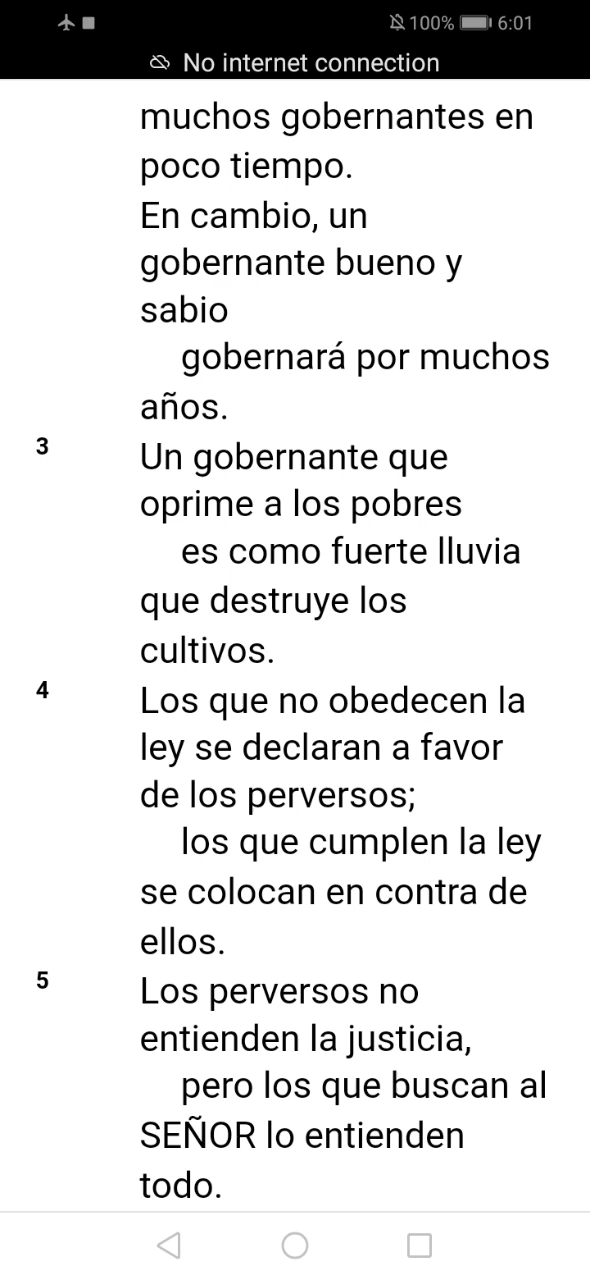 100% 6:01
No internet connection
muchos gobernantes en
poco tiempo.
En cambio, un
gobernante bueno y
sabio
gobernará por muchos
años.
3 Un gobernante que
oprime a los pobres
es como fuerte lluvia
que destruye los
cultivos.
4 Los que no obedecen la
ley se declaran a favor
de los perversos;
los que cumplen la ley
se colocan en contra de
ellos.
5 Los perversos no
entienden la justicia,
pero los que buscan al
SEÑOR lo entienden
todo.